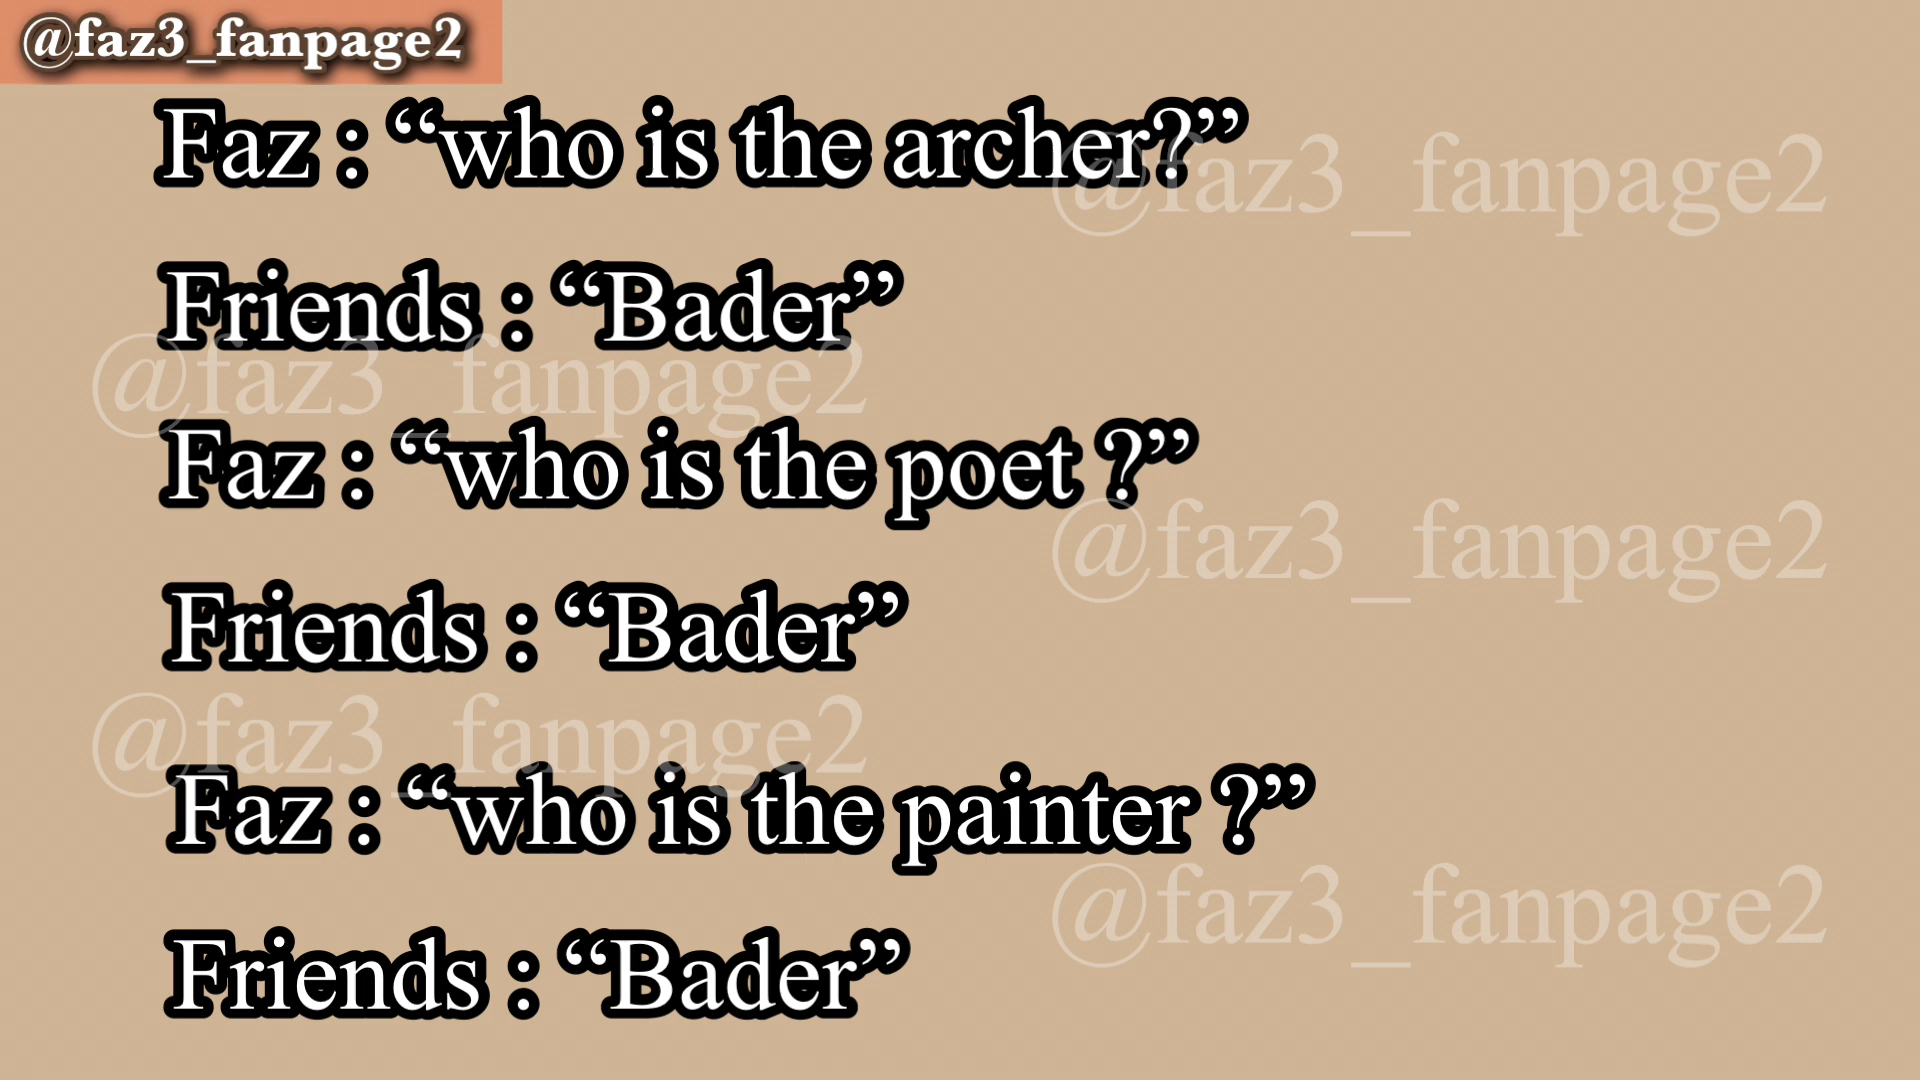 @faz3_fanpage2
Faz : “who is the archer?”
@faz3_fanpage2
Friends : “Bader”
@faz3_fanpage2
Faz : “who is the poet ?”
@faz3_fanpage2
Friends : “Bader”
@faz3_fanpage2
Faz : “who is the painter ?”
@faz3_fanpage2
Friends : “Bader”